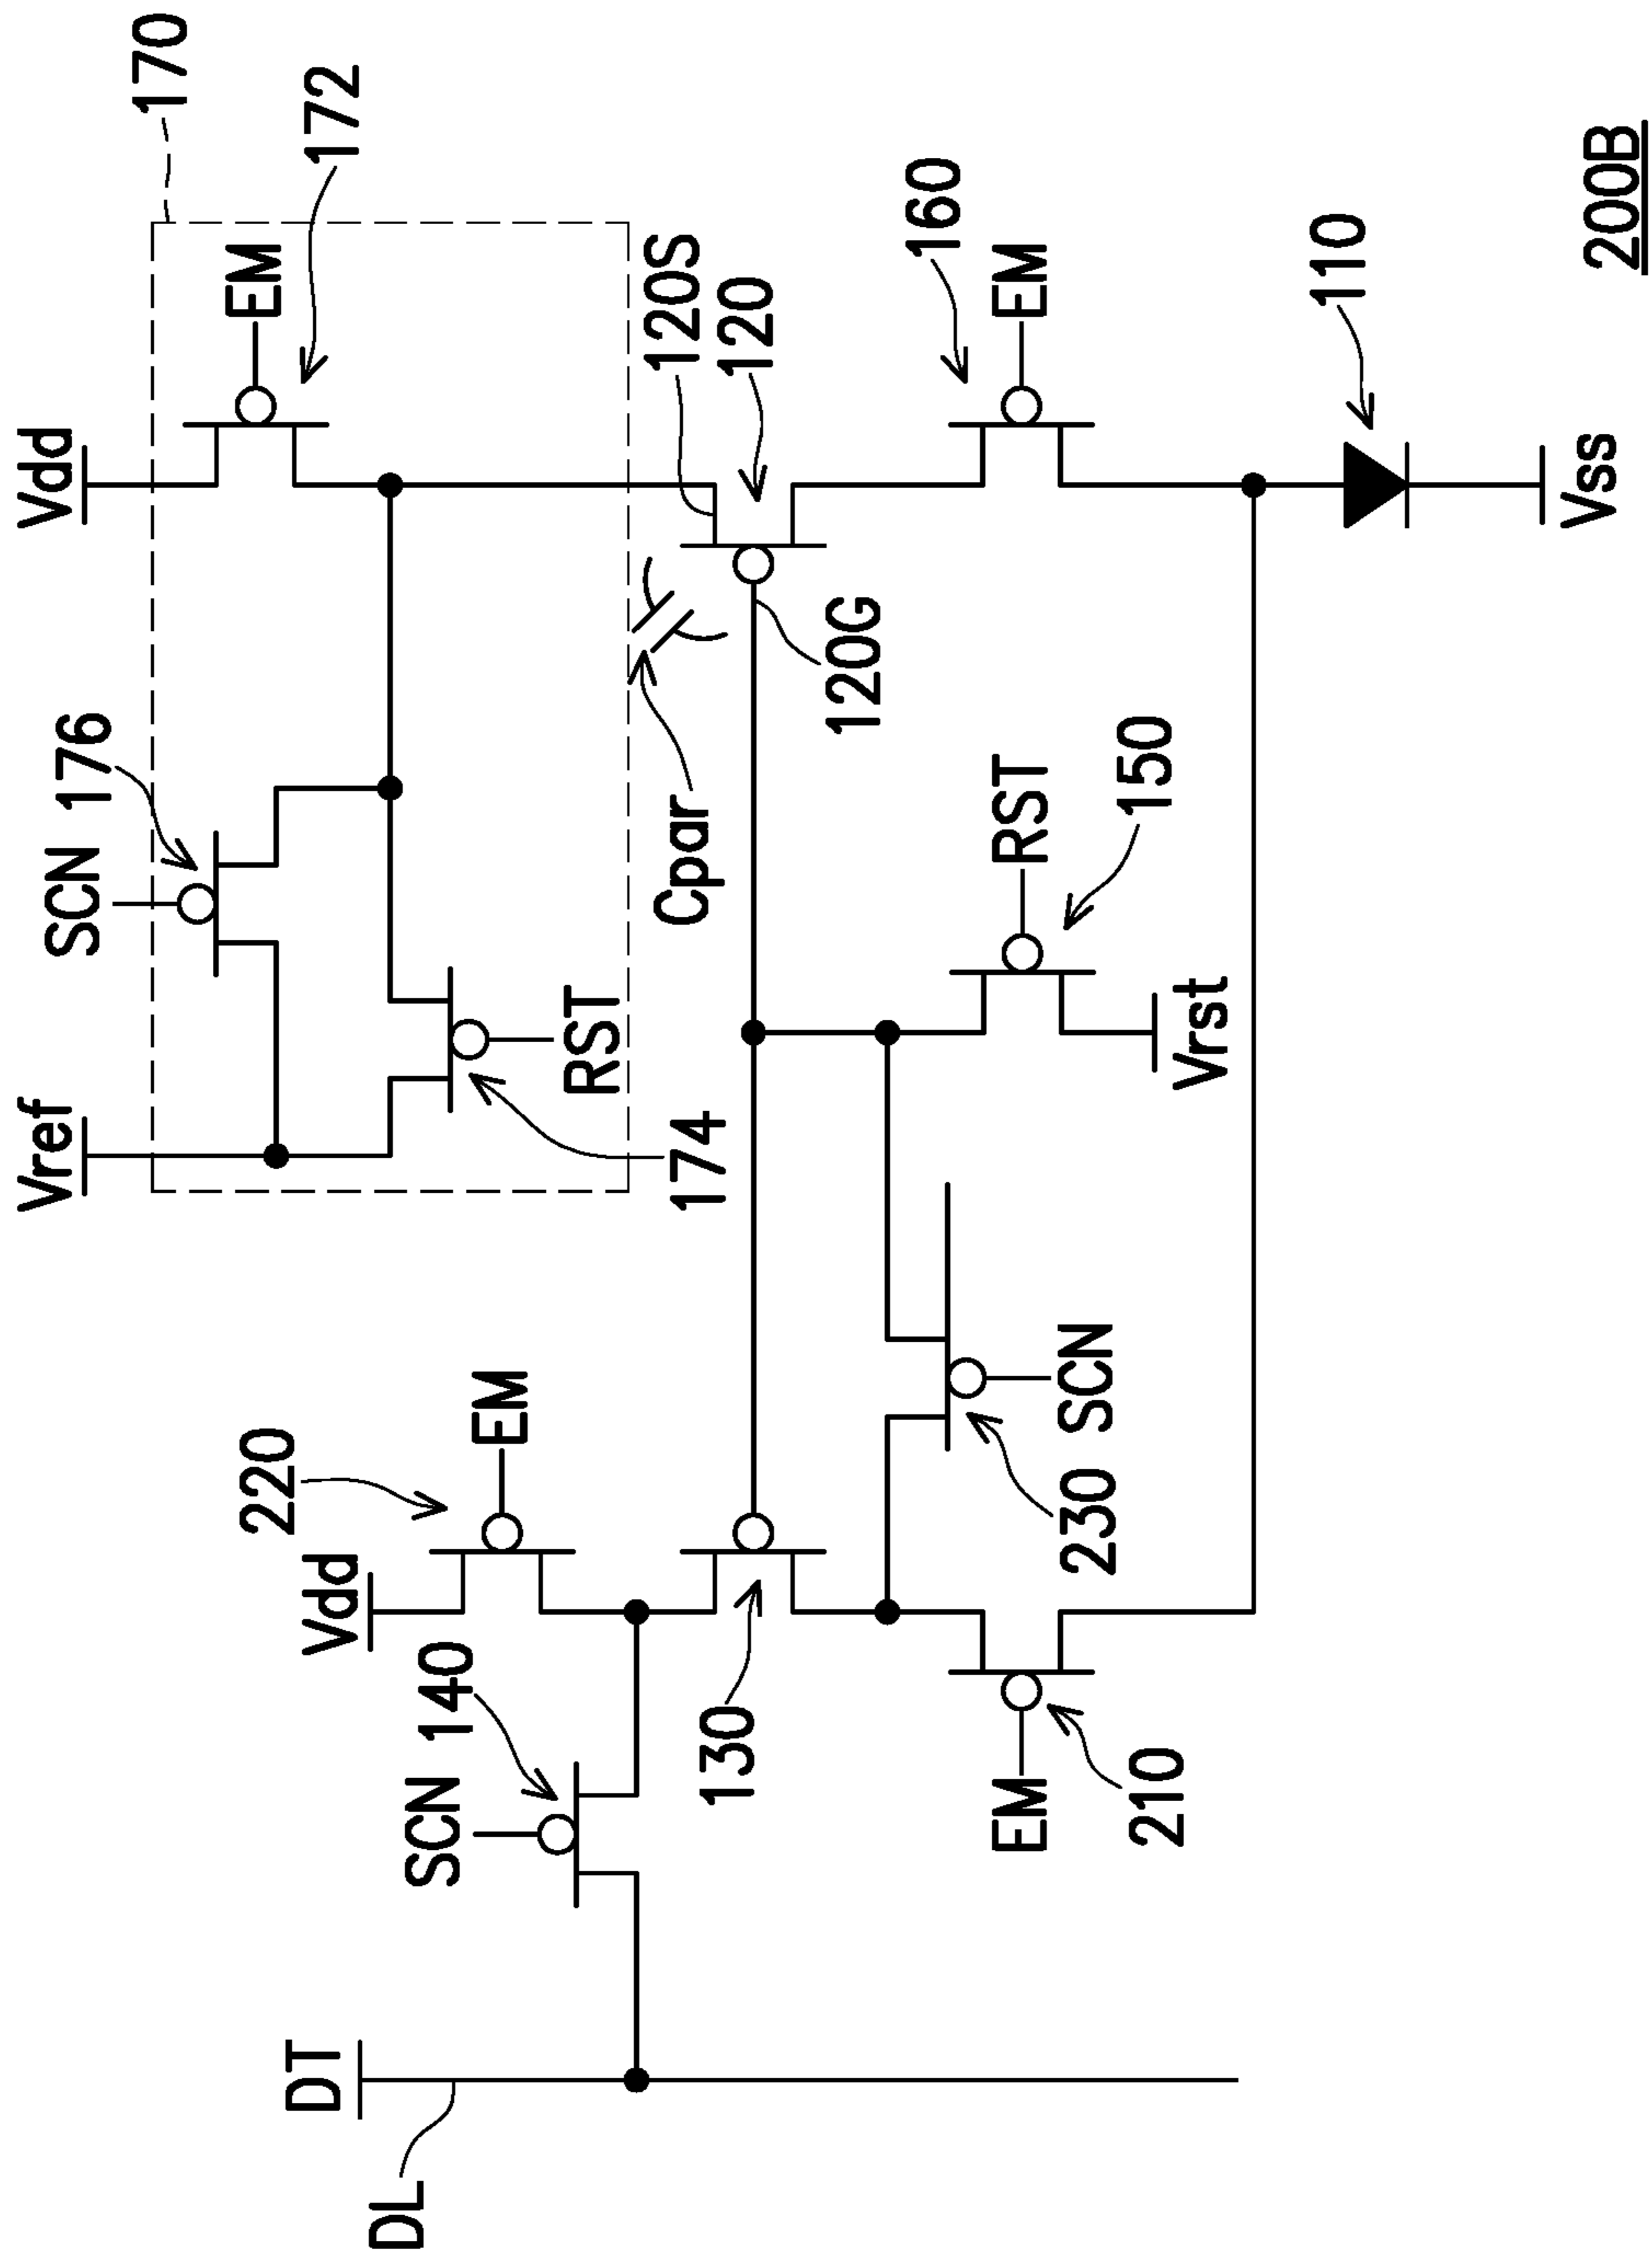 170
Vdd
172
EM
SCN 176
Vref
RST
174
120S
120
Cpar
120G
160
EM
RST
150
Vrst
110
Vss
220
EM
Vdd
SCN 140
130
230 SCN
EM
210
DT
DL
200B